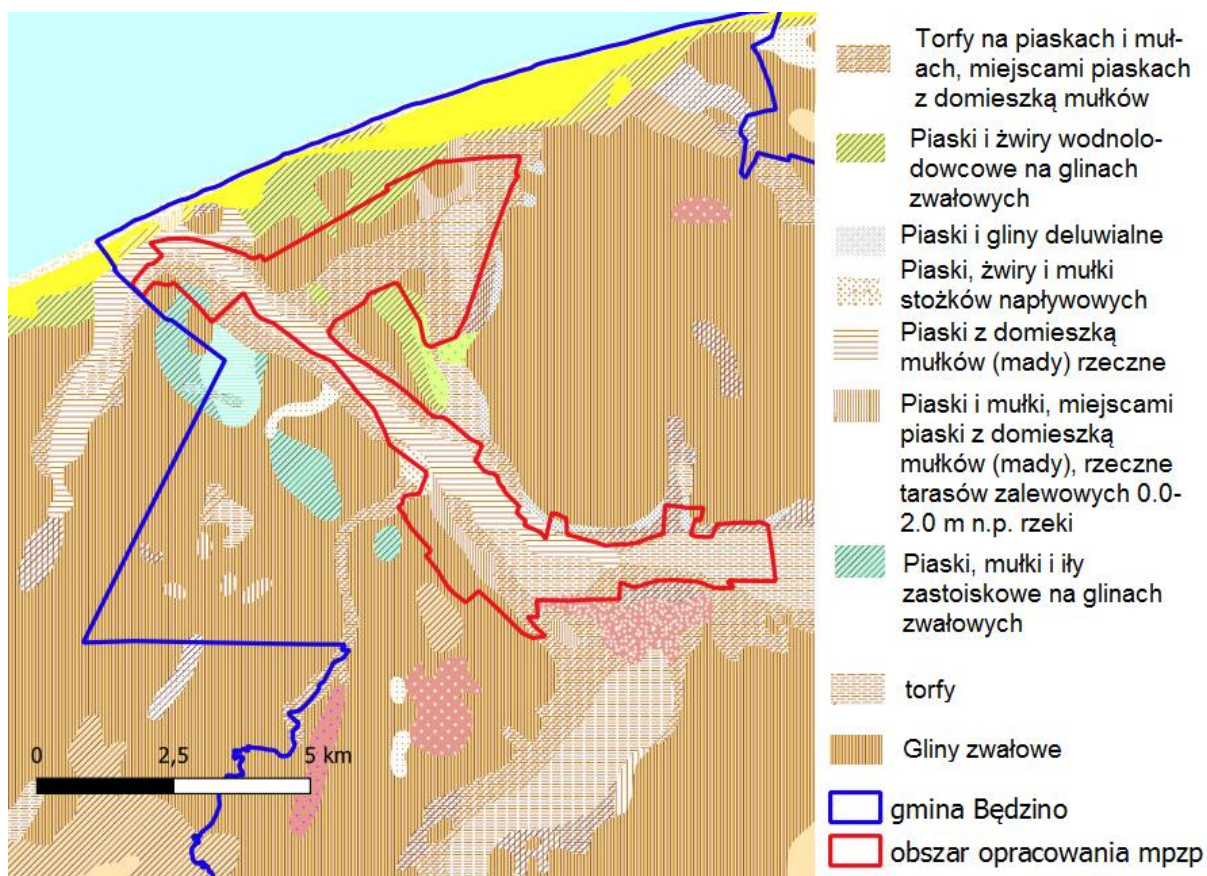 Torfy na piaskach i muł-
ach, miejscami piaskach
z domieszką mułków
Piaski i żwiry wodnolo-
dowcowe na glinach
zwałowych
Piaski i gliny deluwialne
Piaski, żwiry i mułki
stożków napływowych
Piaski z domieszką
mułków (mady) rzeczne
Piaski i mułki, miejscami
piaski z domieszką
mułków (mady), rzeczne
tarasów zalewowych 0.0-
2.0 m n.p. rzeki
Piaski, mułki i iły
zastoiskowe na glinach
zwałowych
torfy
Gliny zwałowe
gmina Będzino
obszar opracowania mpzp
0 2,5 5 km